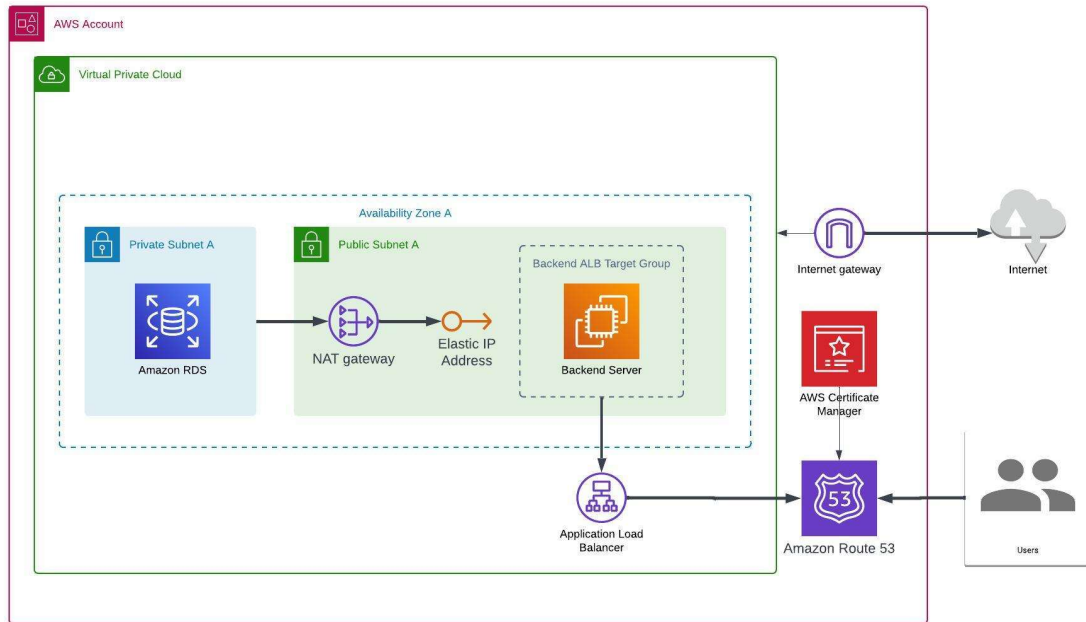 AWS Account
Virtual Private Cloud
Availability Zone A
Private Subnet A
Public Subnet A
Backend ALB Target Group
Amazon RDS
NAT gateway
Elastic IP
Address
Backend Server
Internet gateway
Internet
AWS Certificate
Manager
Application Load
Balancer
53
Amazon Route 53
Users